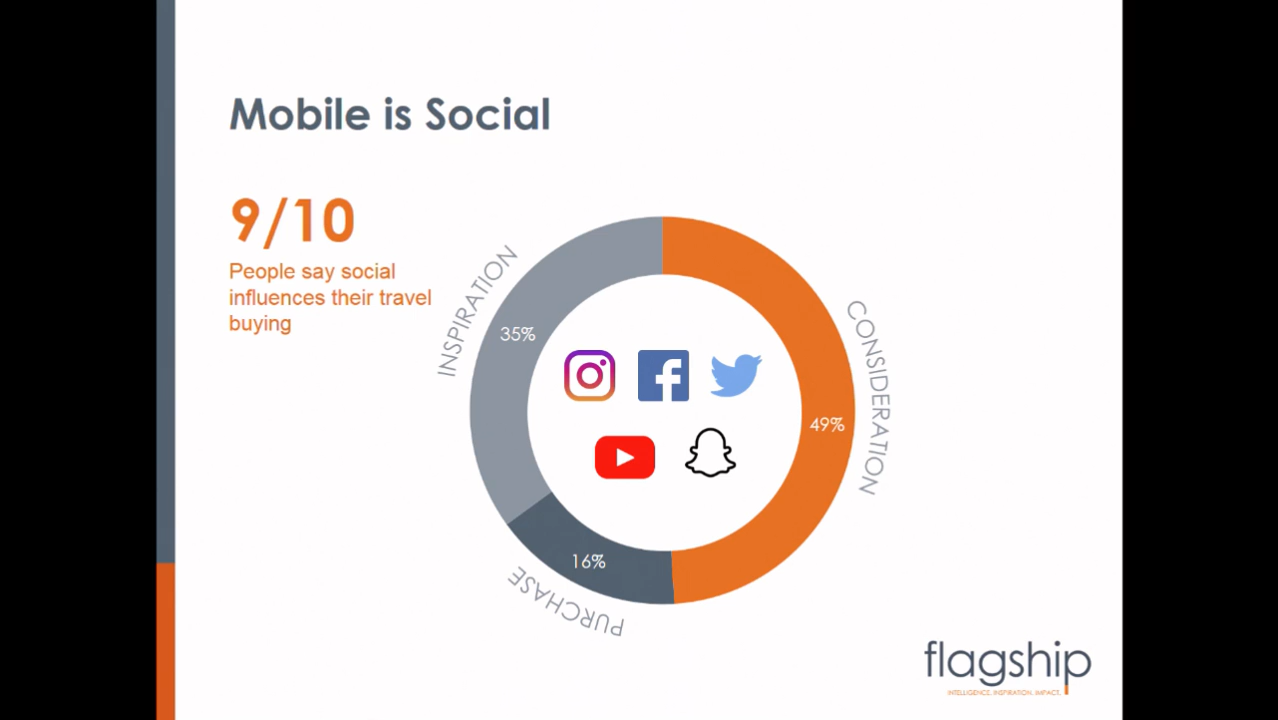 Mobile is Social
9/10
People say social
influences their travel
buying
INSPIRATION
35%
CONSIDERATION
49%
16%
PURCHASE
flagship
INTELLIGENCE. INSPIRATION. IMPACT.